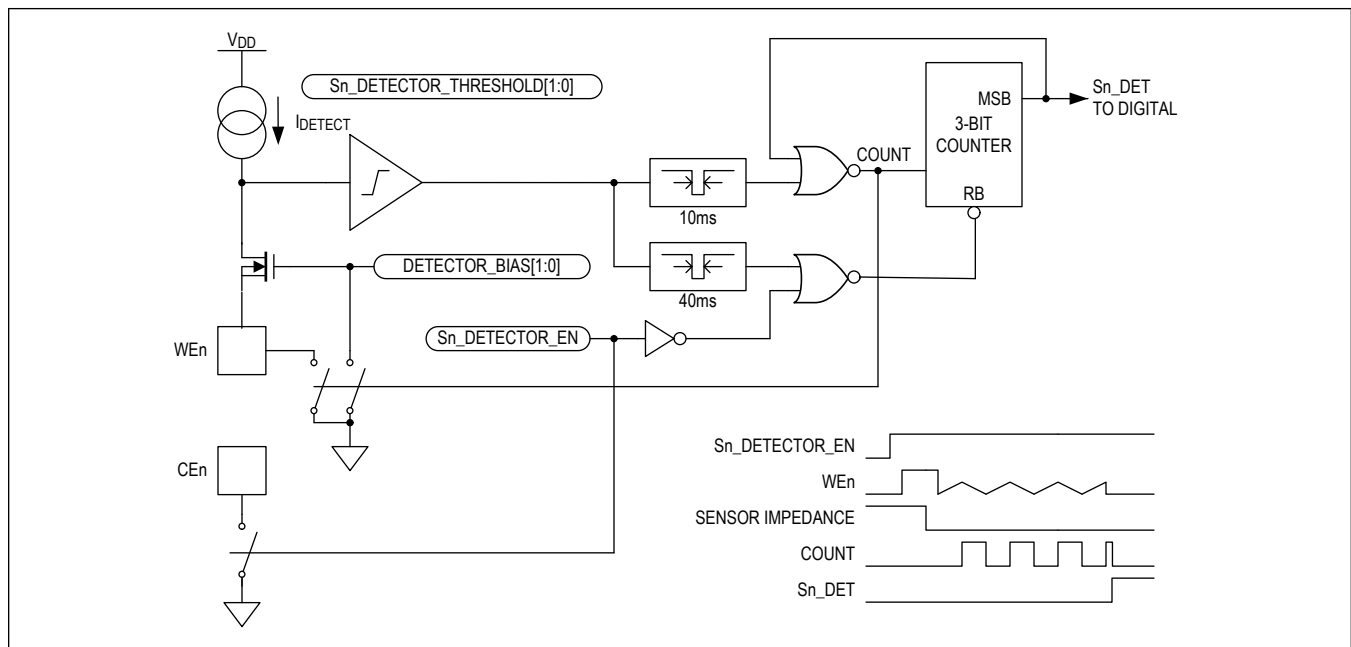 VDD
Sn_DETECTOR_THRESHOLD[1:0]
IDETECT
10ms
40ms
COUNT
MSB
3-BIT
COUNTER
RB
Sn_DET
TO DIGITAL
DETECTOR_BIAS[1:0]
Sn_DETECTOR_EN
WEn
CEn
Sn_DETECTOR_EN
WEn
SENSOR IMPEDANCE
COUNT
Sn_DET